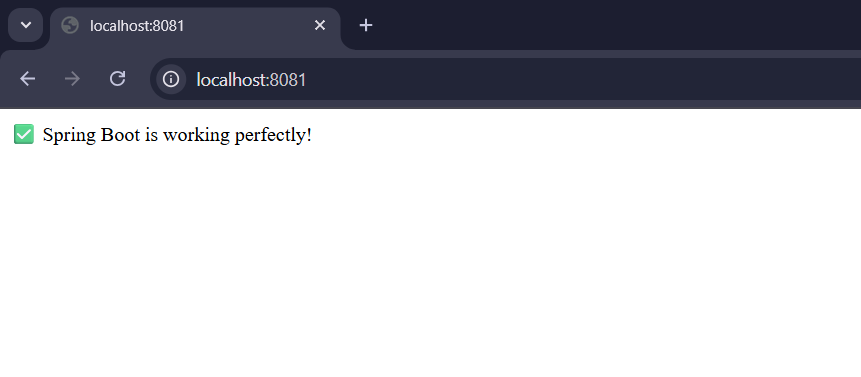 localhost:8081
localhost:8081
✅ Spring Boot is working perfectly!